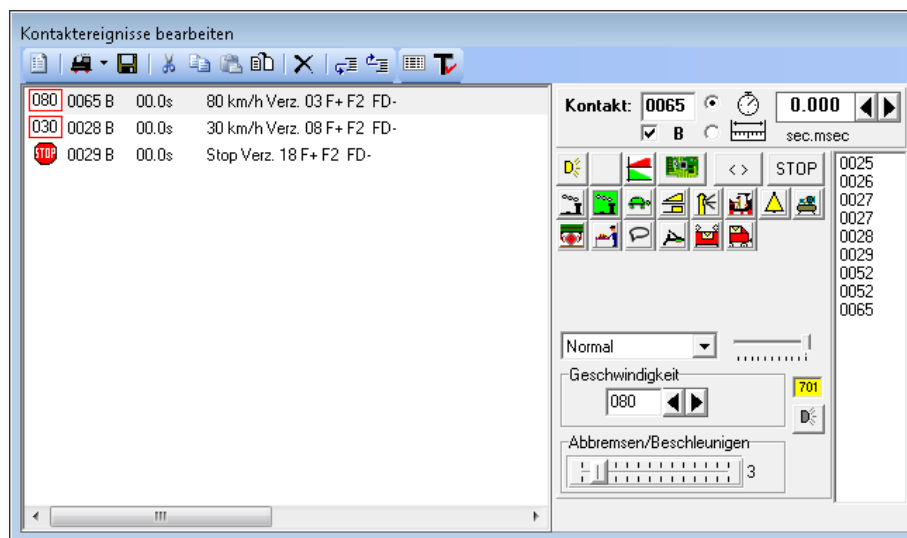 Kontaktereignisse bearbeiten
080 0065 B 00.0s 80 km/h Verz. 03 F+ F2 FD-
030 0028 B 00.0s 30 km/h Verz. 08 F+ F2 FD-
STOP 0029 B 00.0s Stop Verz. 18 F+ F2 FD-
Kontakt: 0065 0.000
B sec.msec
D < > STOP
0025
0026
0027
0027
0028
0029
0052
0052
0065
Normal
Geschwindigkeit
080
701
D
Abbremsen/Beschleunigen
3